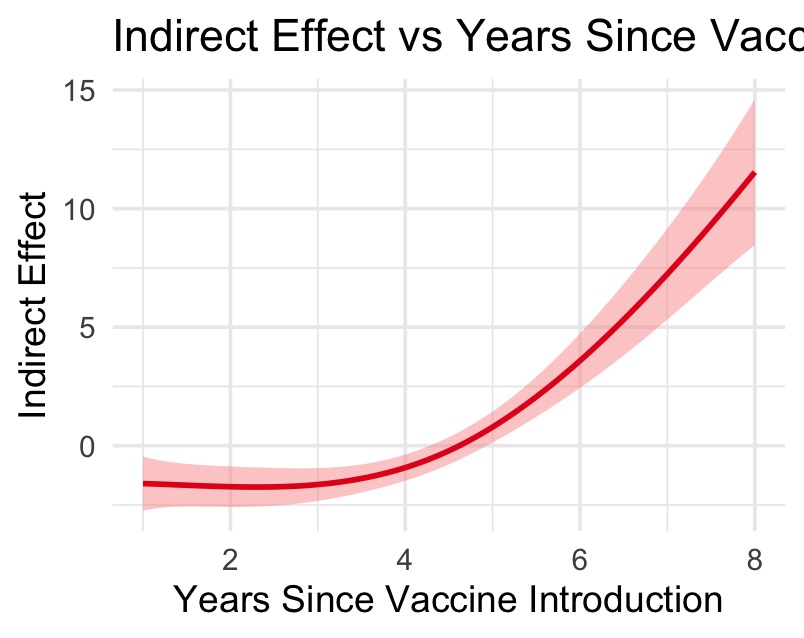 Indirect Effect vs Years Since Vacc
15
10
5
0
Indirect Effect
2 4 6 8
Years Since Vaccine Introduction